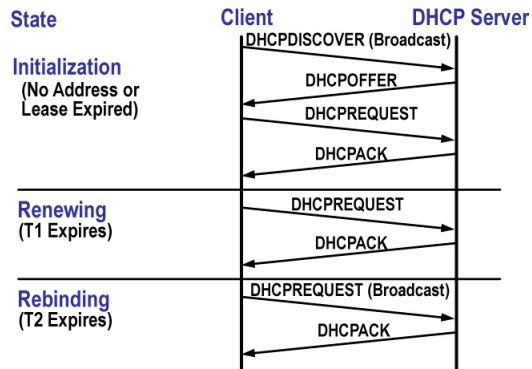 State
Client
DHCP Server
DHCPDISCOVER (Broadcast)
Initialization
(No Address or
Lease Expired)
DHCPOFFER
DHCPREQUEST
DHCPACK
Renewing
(T1 Expires)
DHCPREQUEST
DHCPACK
Rebinding
(T2 Expires)
DHCPREQUEST (Broadcast)
DHCPACK